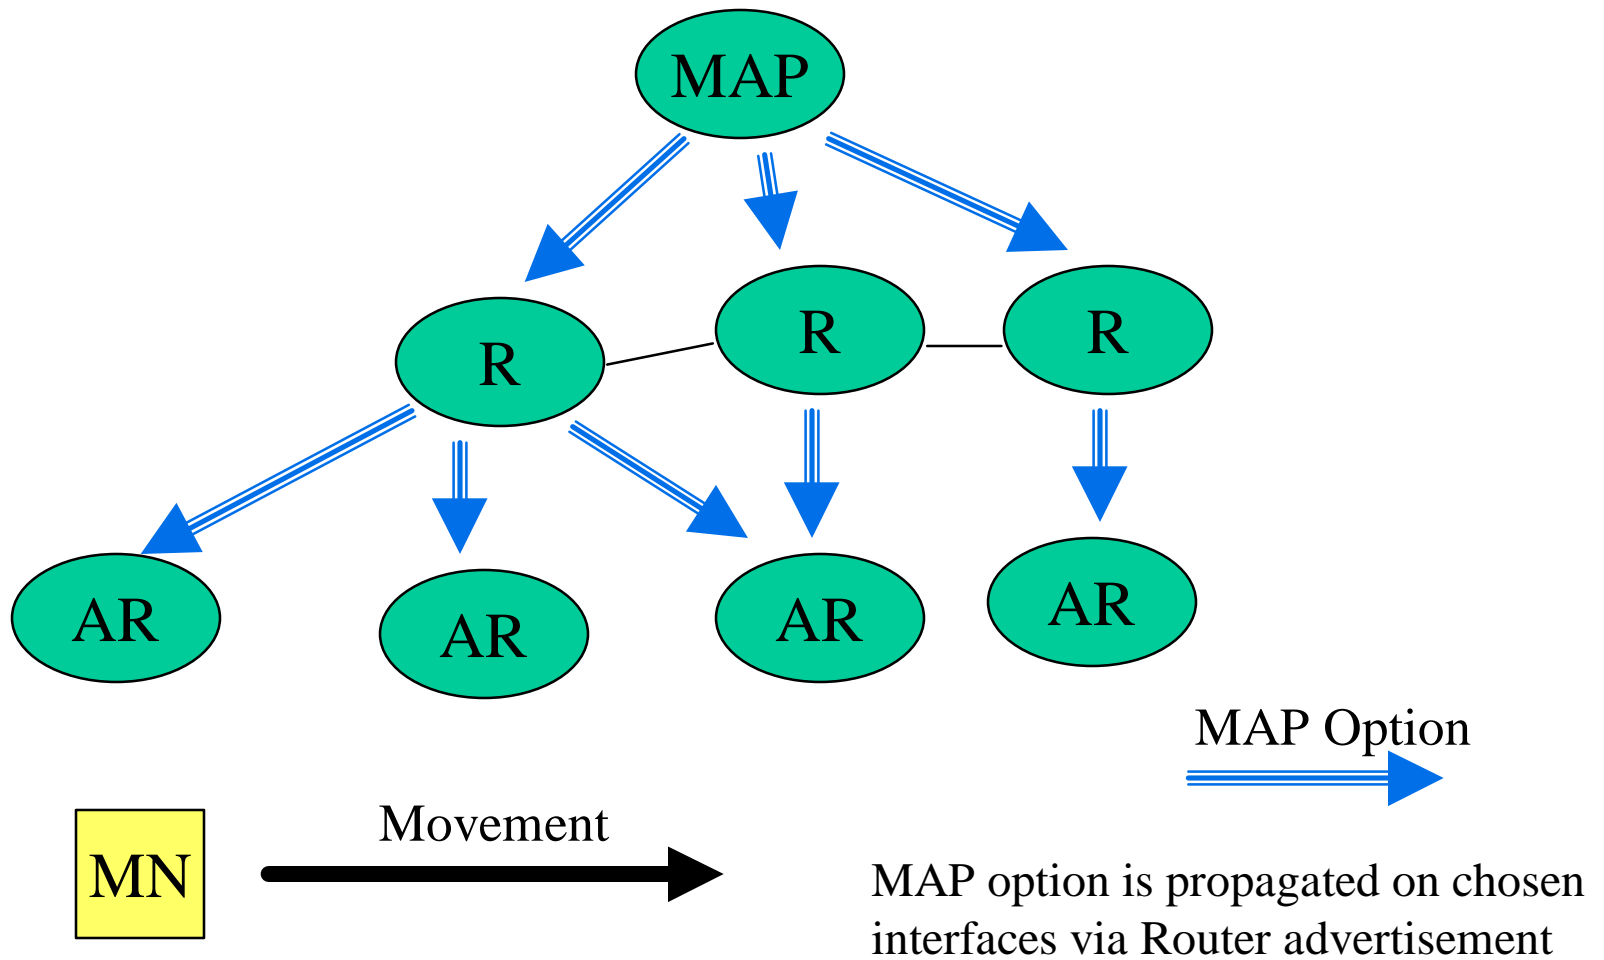 MAP
R
R
R
AR
AR
AR
AR
MAP Option
Movement
MN
MAP option is propagated on chosen
interfaces via Router advertisement